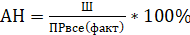 АН = Ш / ПРвсе(факт) * 100%